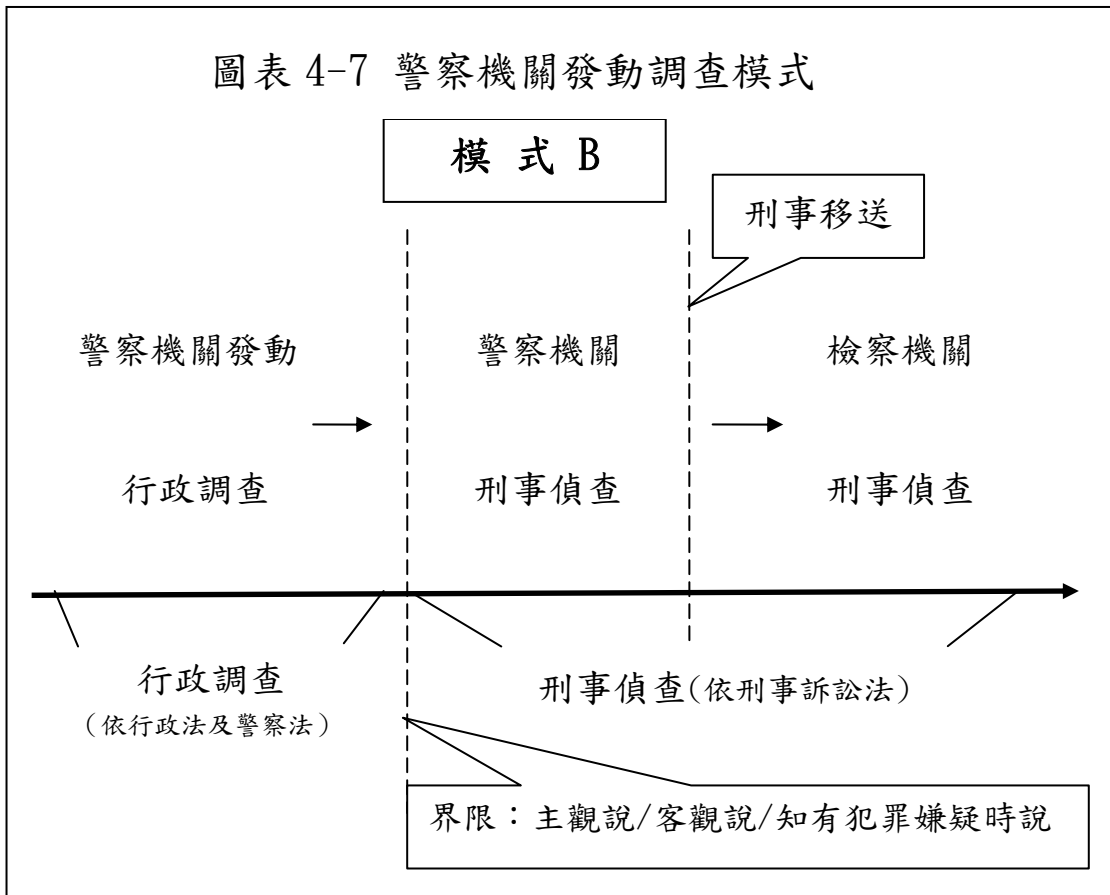 圖表 4-7 警察機關發動調查模式
模 式 B
刑事移送
警察機關發動
警察機關
檢察機關
行政調查
刑事偵查
刑事偵查
行政調查
（依行政法及警察法）
刑事偵查(依刑事訴訟法)
界限：主觀說/客觀說/知有犯罪嫌疑時說